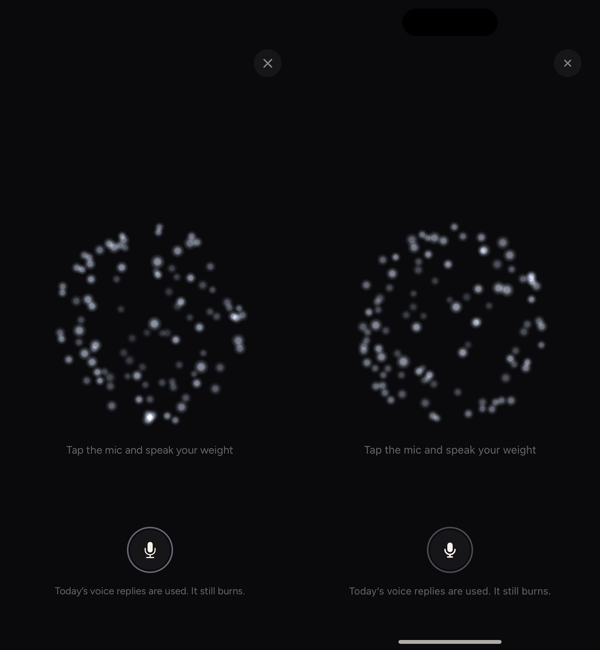 Tap the mic and speak your weight
Tap the mic and speak your weight
Today's voice replies are used. It still burns.
Today's voice replies are used. It still burns.